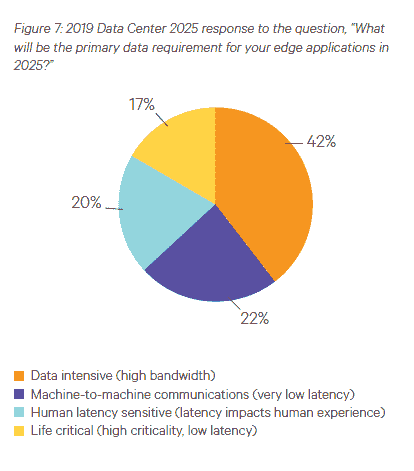 Figure 7: 2019 Data Center 2025 response to the question, "What
will be the primary data requirement for your edge applications in
2025?"
17%
42%
20%
22%
Data intensive (high bandwidth)
Machine-to-machine communications (very low latency)
Human latency sensitive (latency impacts human experience)
Life critical (high criticality, low latency)